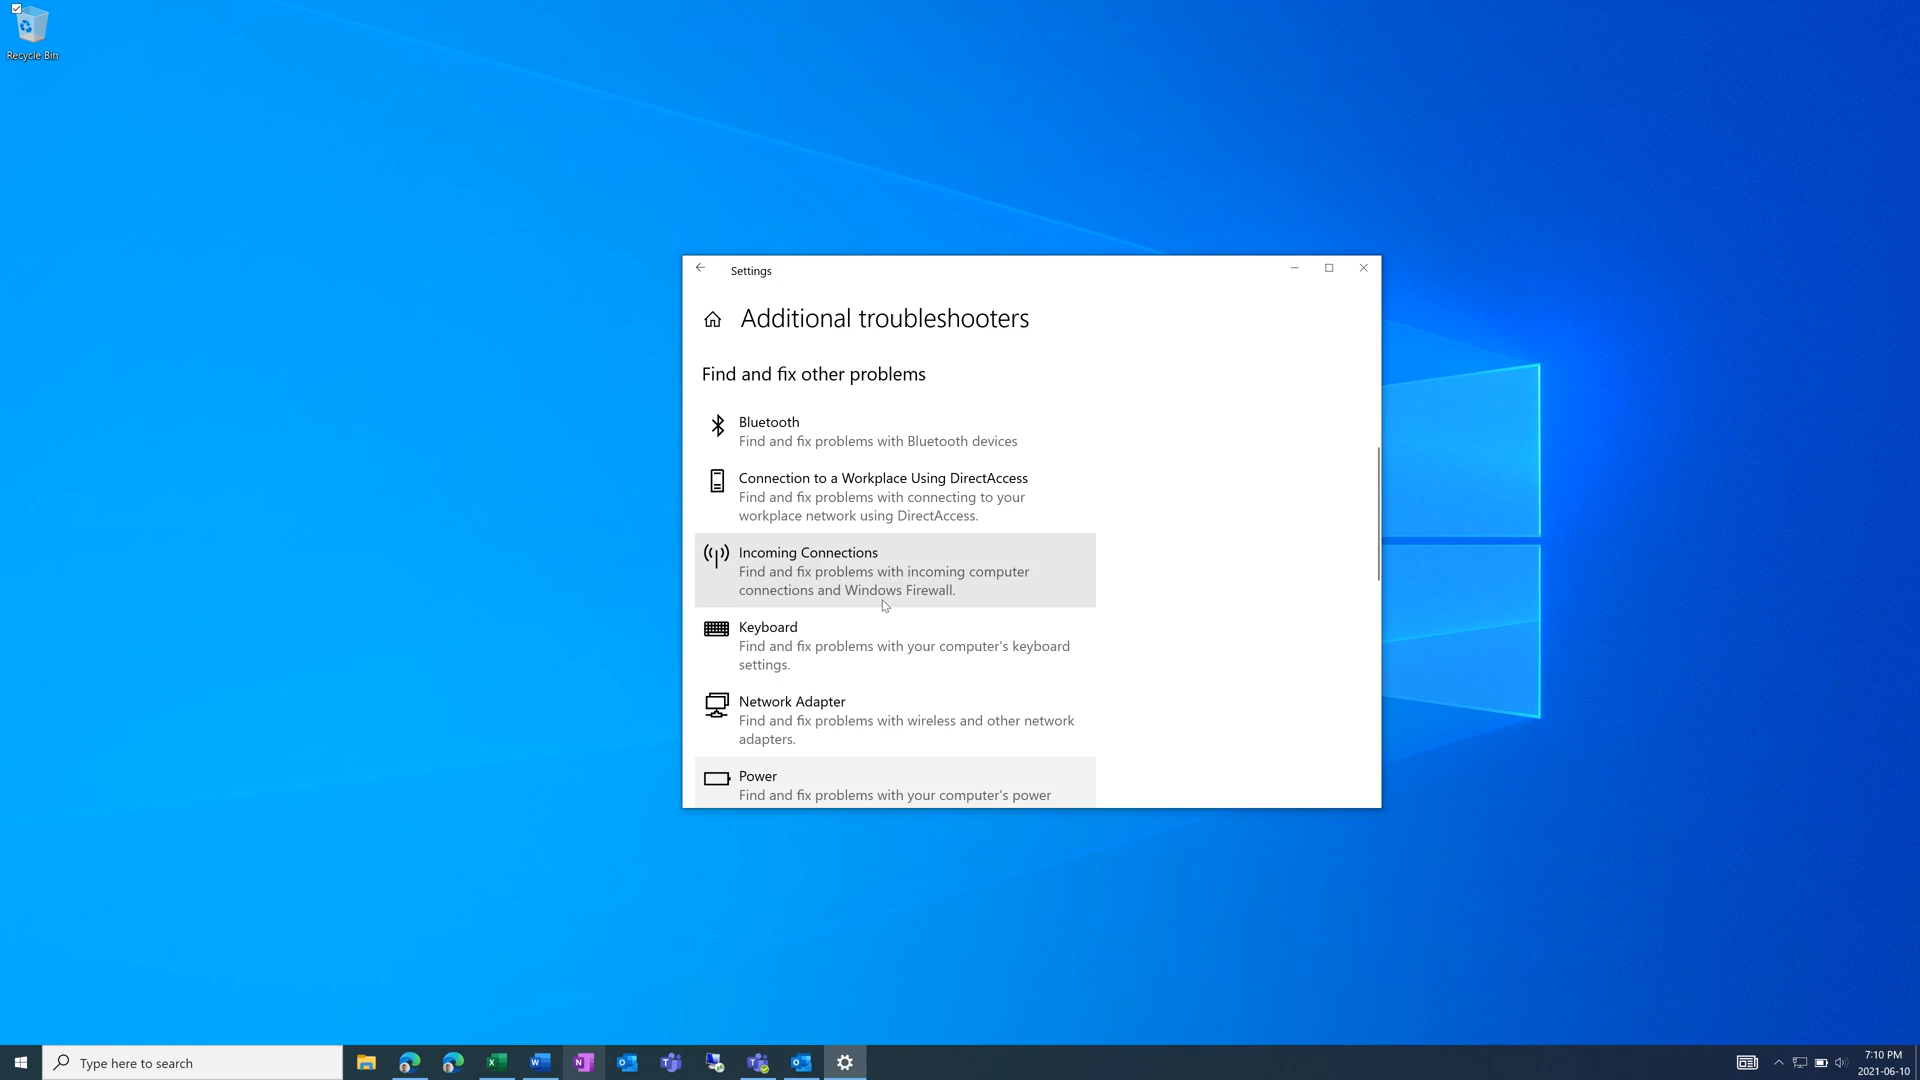 Recycle Bin
Settings
Additional troubleshooters
Find and fix other problems
Bluetooth
Find and fix problems with Bluetooth devices
Connection to a Workplace Using DirectAccess
Find and fix problems with connecting to your
workplace network using DirectAccess.
Incoming Connections
Find and fix problems with incoming computer
connections and Windows Firewall.
Keyboard
Find and fix problems with your computer's keyboard
settings.
Network Adapter
Find and fix problems with wireless and other network
adapters.
Power
Find and fix problems with your computer's power
Type here to search
7:10 PM
2021-06-10